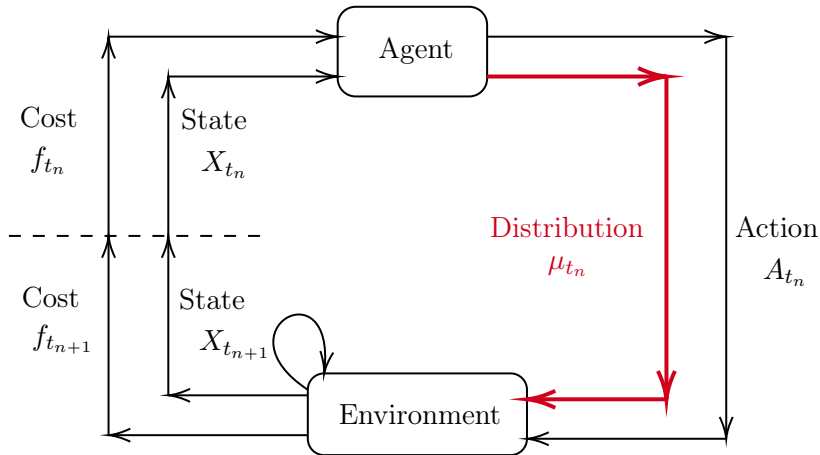 Agent
Cost
f_{t_n}
State
X_{t_n}
Distribution
μ_{t_n}
Action
A_{t_n}
Cost
f_{t_{n+1}}
State
X_{t_{n+1}}
Environment